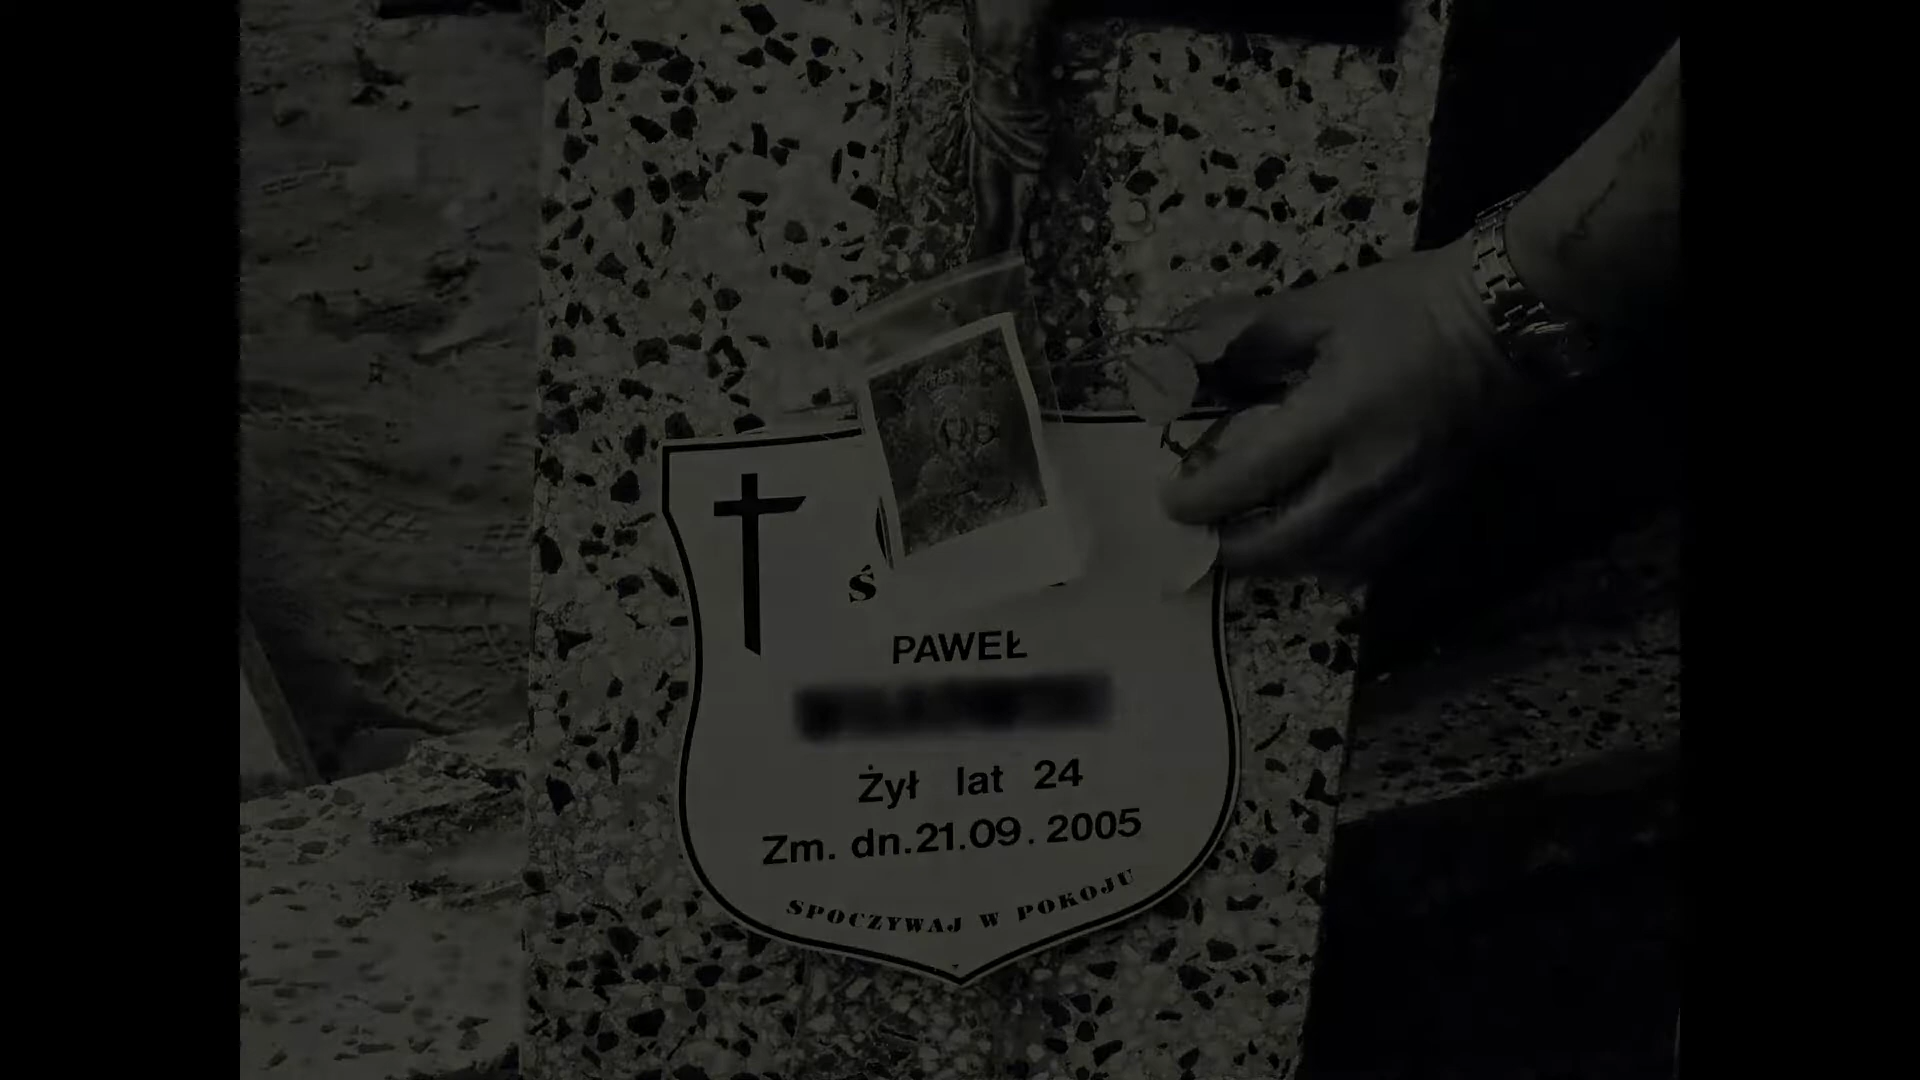 Ś
PAWEŁ
Żył lat 24
Zm. dn. 21.09. 2005
SPOCZYWAJ W POKOJU